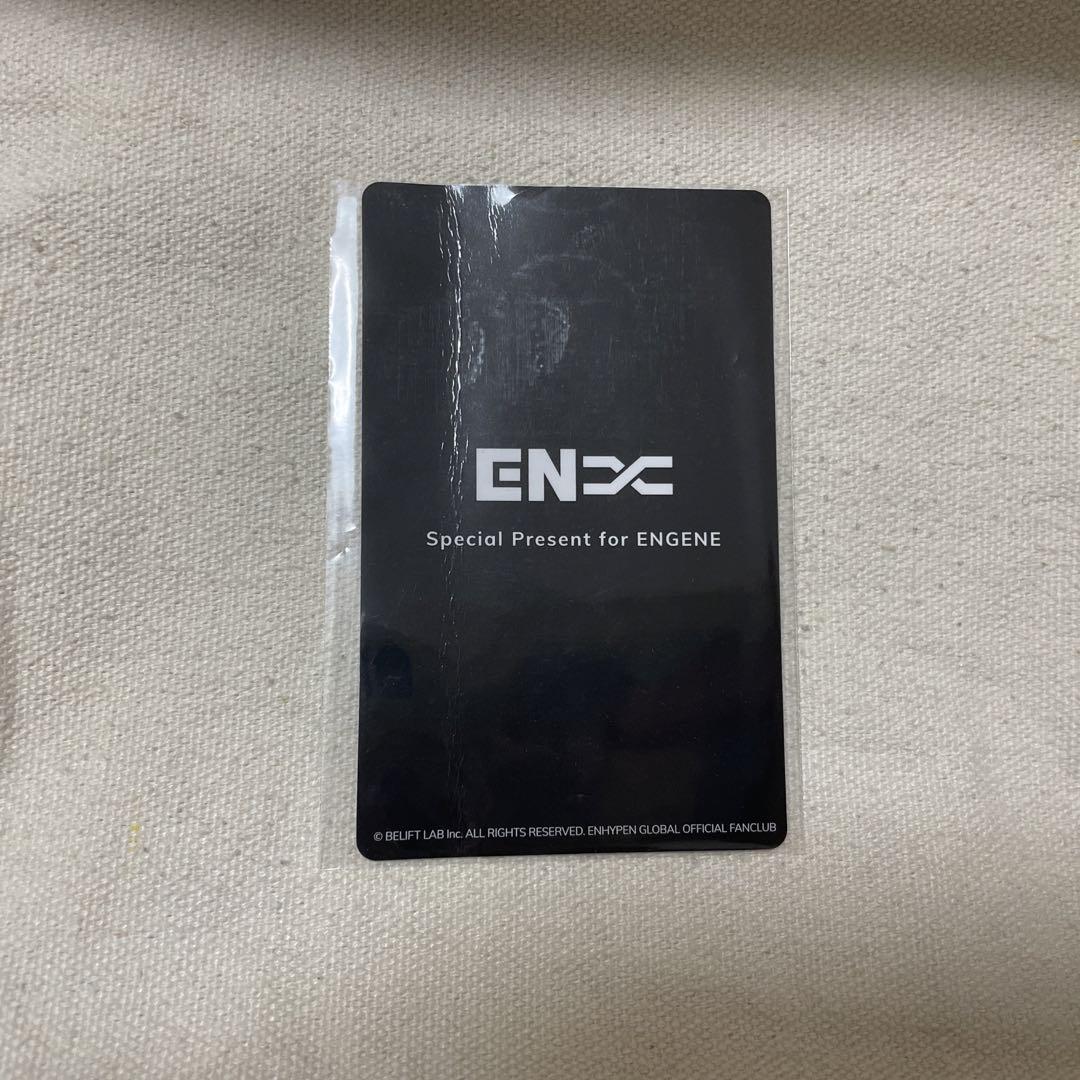 EN
Special Present for ENGENE
© BELIFT LAB Inc. ALL RIGHTS RESERVED. ENHYPEN GLOBAL OFFICIAL FANCLUB